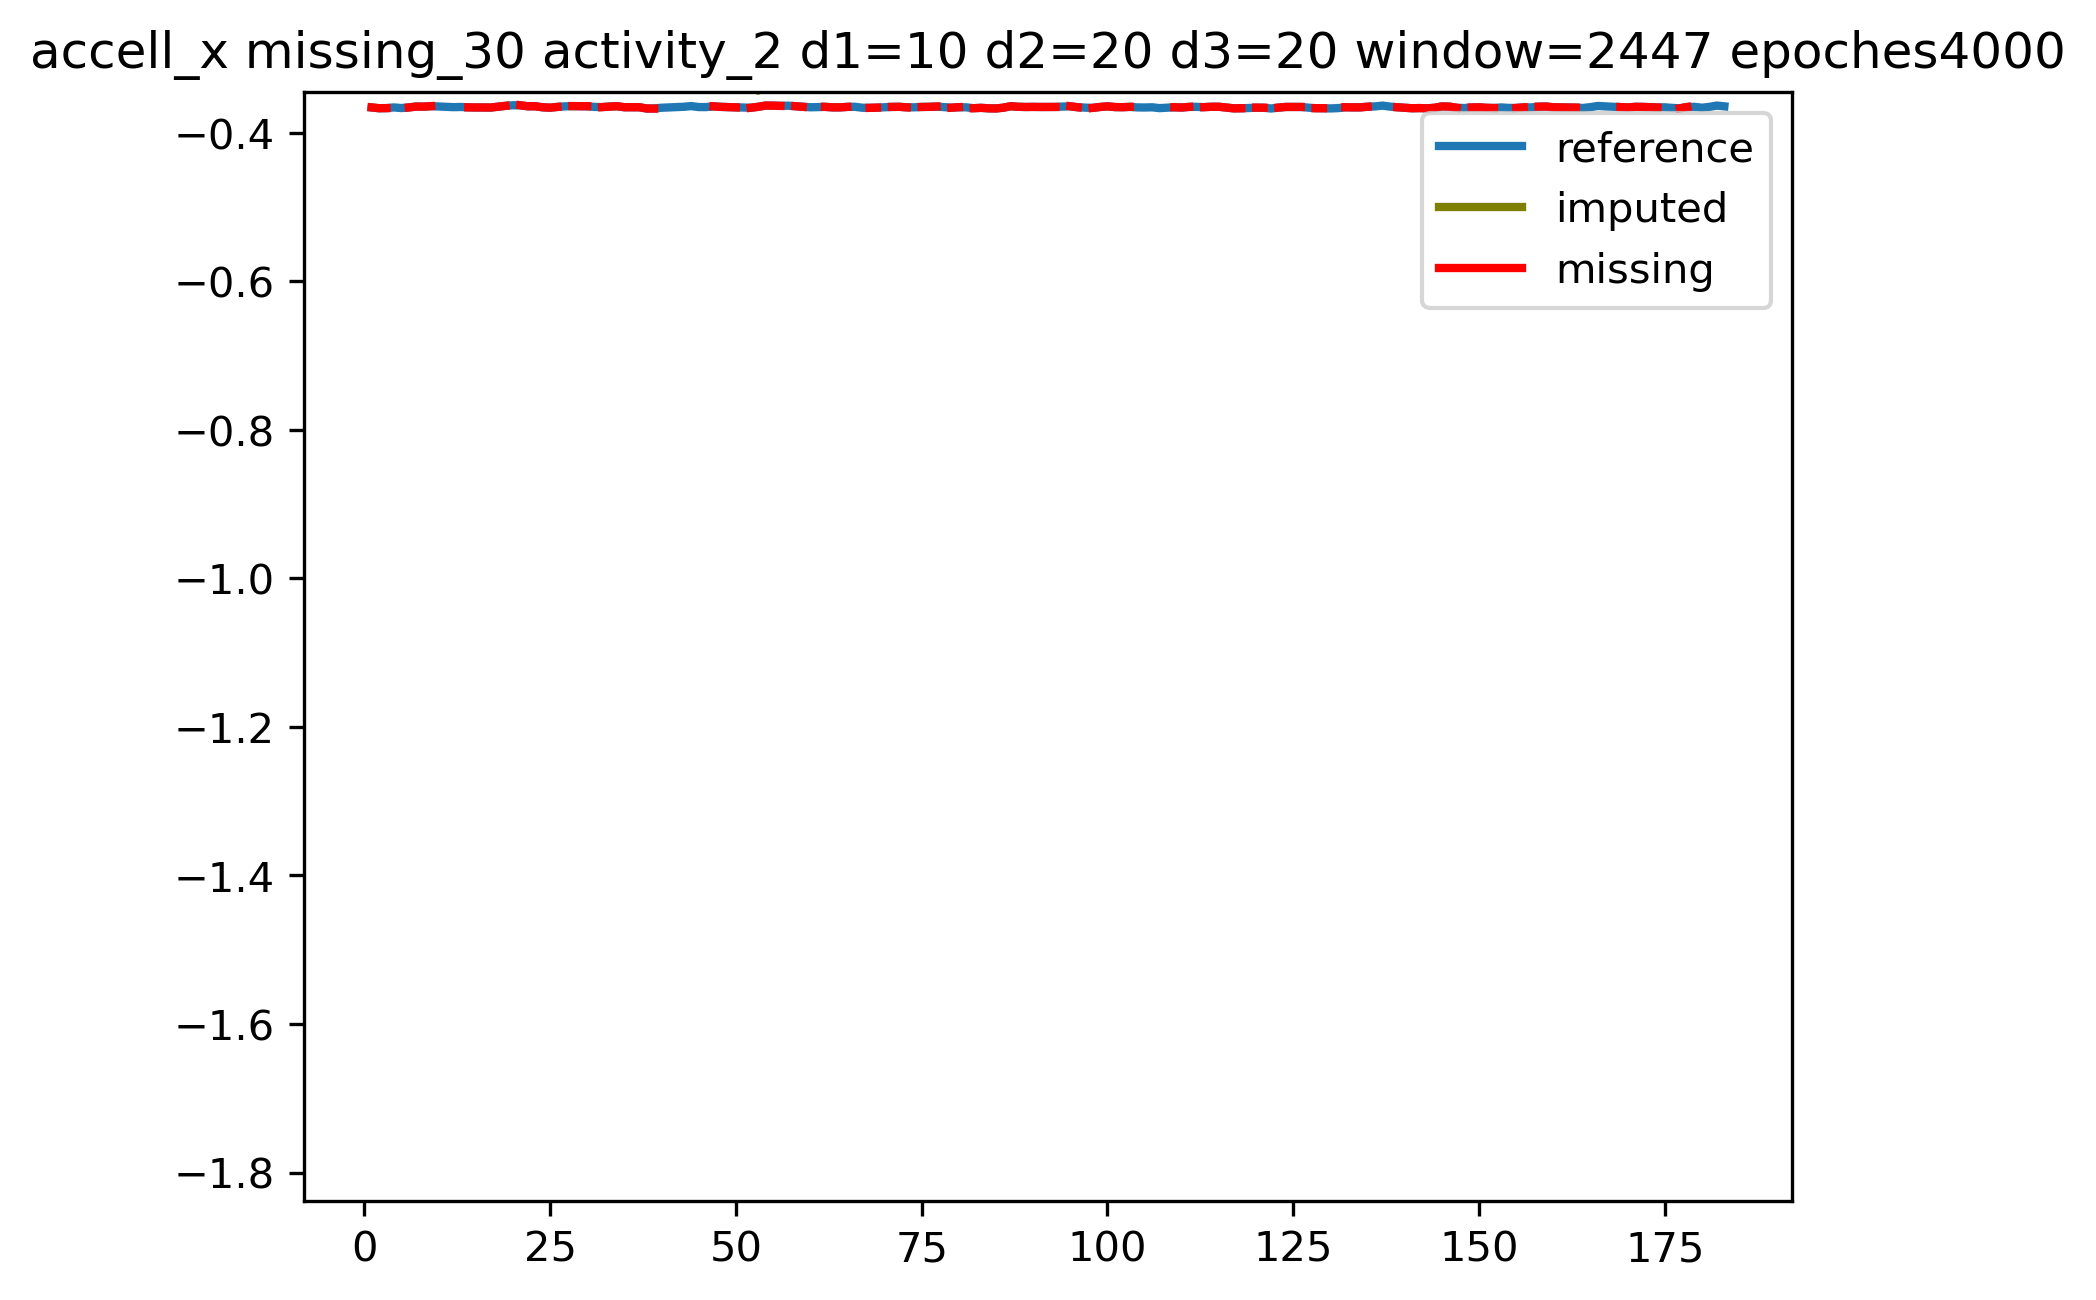 accell_x missing_30 activity_2 d1=10 d2=20 d3=20 window=2447 epoches4000
reference
imputed
missing
−0.4
−0.6
−0.8
−1.0
−1.2
−1.4
−1.6
−1.8
0 25 50 75 100 125 150 175